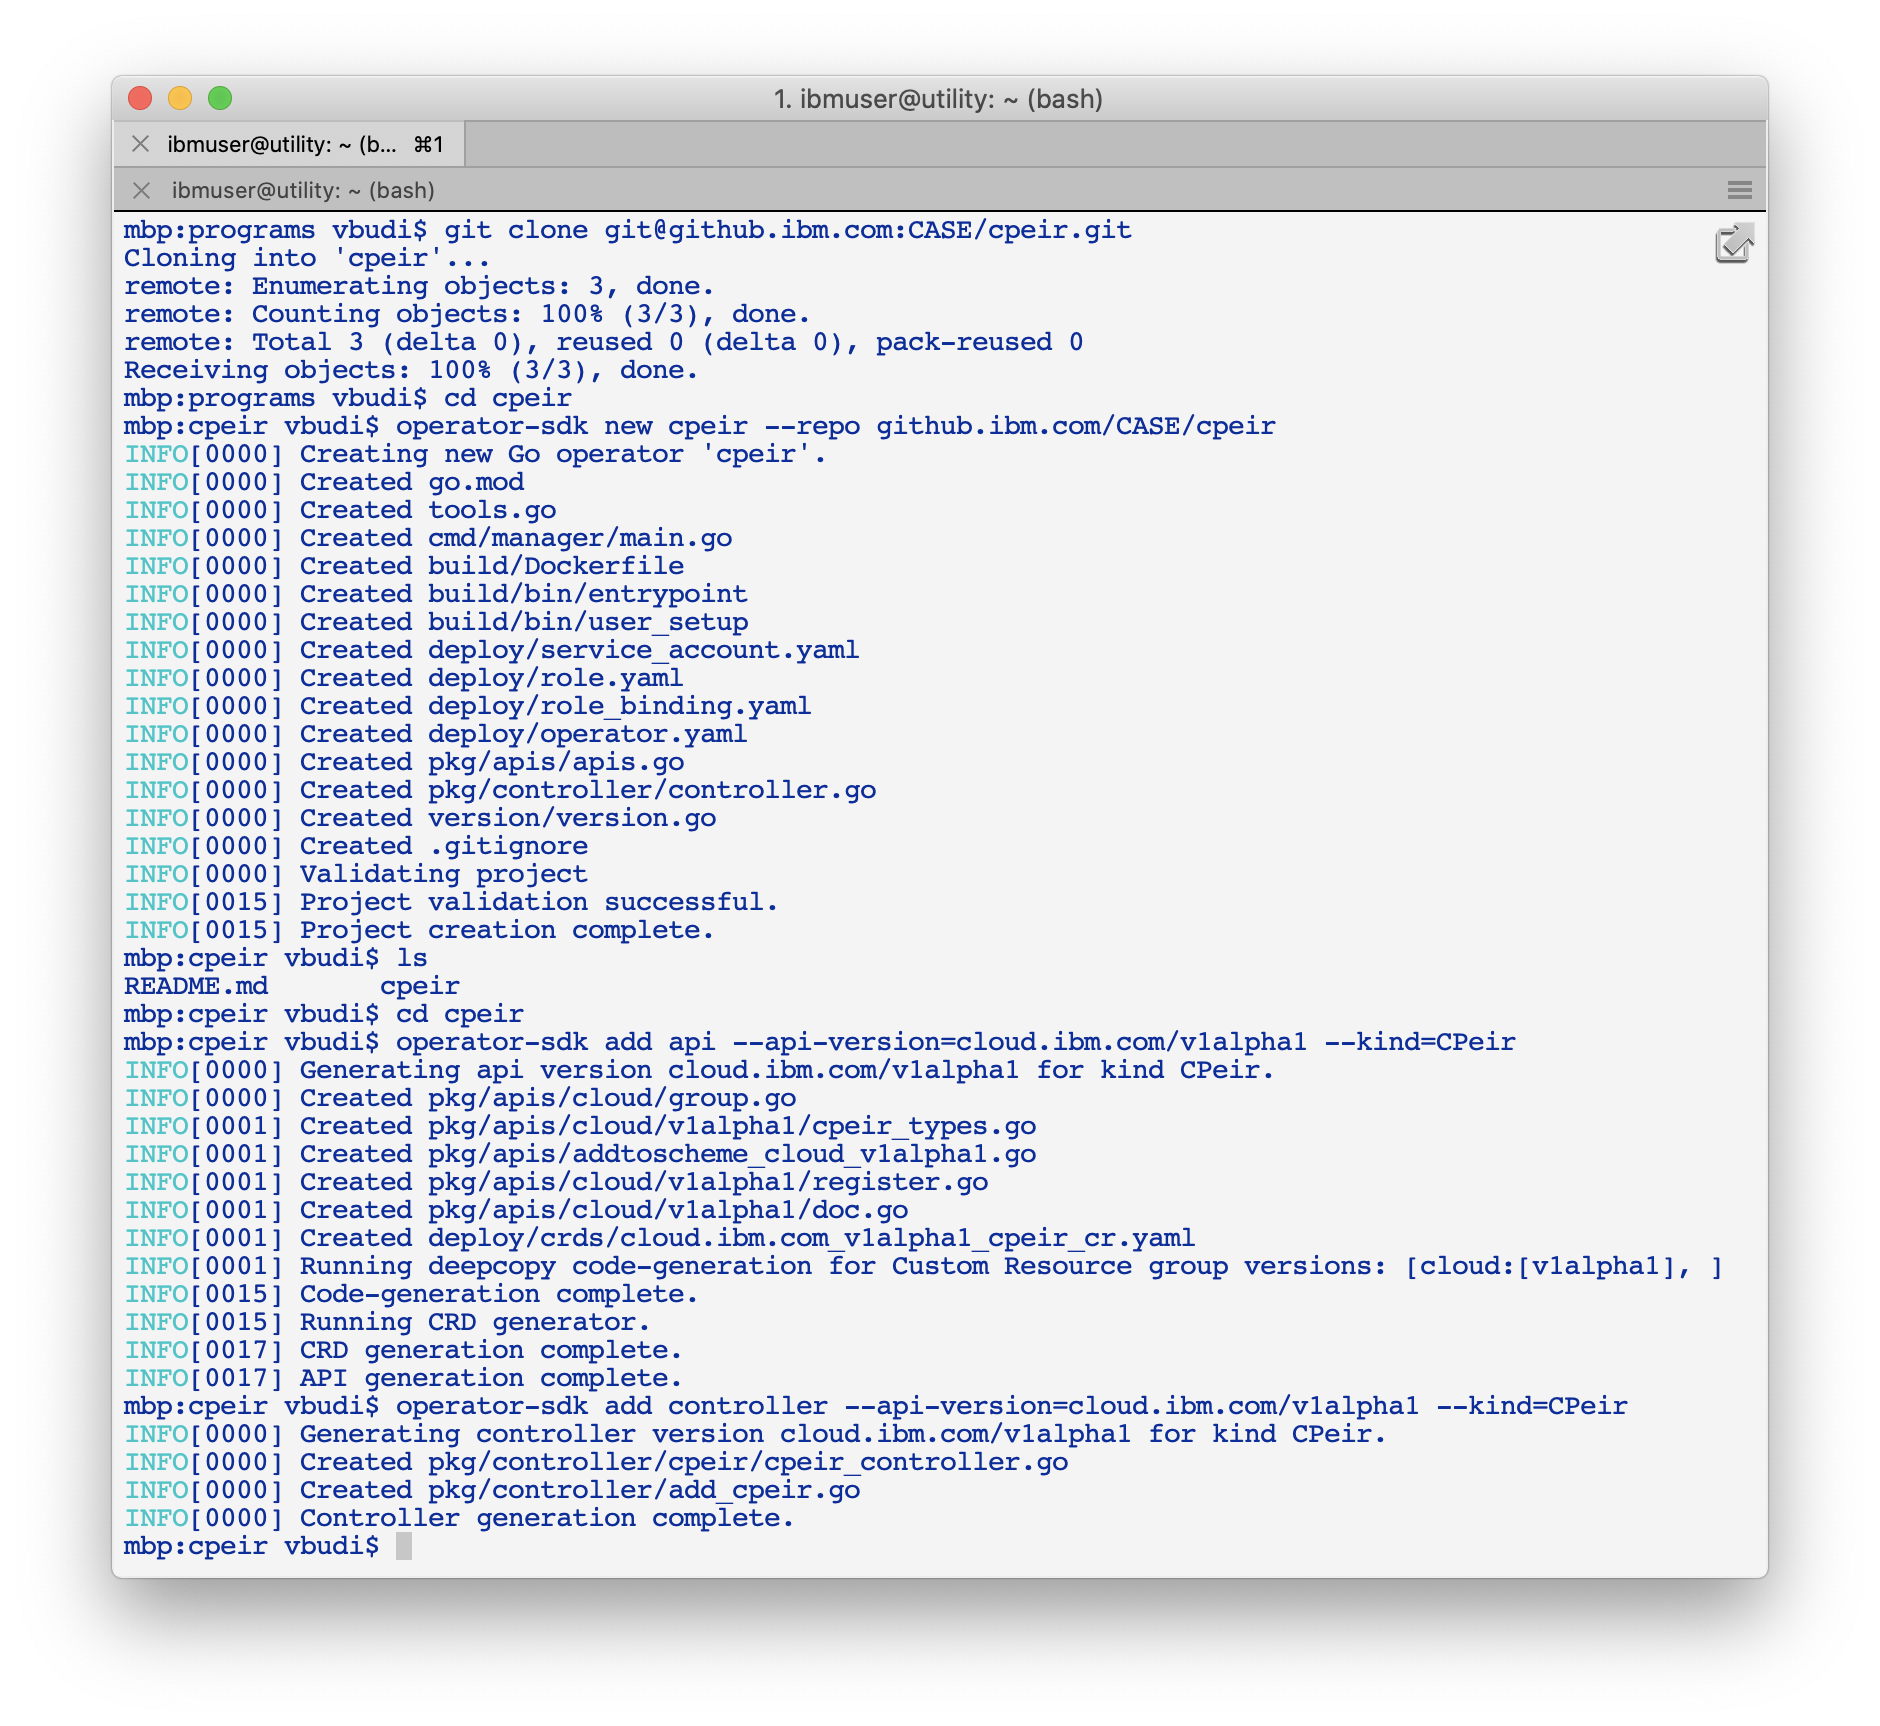 1. ibmuser@utility: ~ (bash)
ibmuser@utility: ~ (b... ⌘1
ibmuser@utility: ~ (bash)
mbp:programs vbudi$ git clone git@github.ibm.com:CASE/cpeir.git
Cloning into 'cpeir'...
remote: Enumerating objects: 3, done.
remote: Counting objects: 100% (3/3), done.
remote: Total 3 (delta 0), reused 0 (delta 0), pack-reused 0
Receiving objects: 100% (3/3), done.
mbp:programs vbudi$ cd cpeir
mbp:cpeir vbudi$ operator-sdk new cpeir --repo github.ibm.com/CASE/cpeir
INFO[0000] Creating new Go operator 'cpeir'.
INFO[0000] Created go.mod
INFO[0000] Created tools.go
INFO[0000] Created cmd/manager/main.go
INFO[0000] Created build/Dockerfile
INFO[0000] Created build/bin/entrypoint
INFO[0000] Created build/bin/user_setup
INFO[0000] Created deploy/service_account.yaml
INFO[0000] Created deploy/role.yaml
INFO[0000] Created deploy/role_binding.yaml
INFO[0000] Created deploy/operator.yaml
INFO[0000] Created pkg/apis/apis.go
INFO[0000] Created pkg/controller/controller.go
INFO[0000] Created version/version.go
INFO[0000] Created .gitignore
INFO[0000] Validating project
INFO[0015] Project validation successful.
INFO[0015] Project creation complete.
mbp:cpeir vbudi$ ls
README.md       cpeir
mbp:cpeir vbudi$ cd cpeir
mbp:cpeir vbudi$ operator-sdk add api --api-version=cloud.ibm.com/v1alpha1 --kind=CPeir
INFO[0000] Generating api version cloud.ibm.com/v1alpha1 for kind CPeir.
INFO[0000] Created pkg/apis/cloud/group.go
INFO[0001] Created pkg/apis/cloud/v1alpha1/cpeir_types.go
INFO[0001] Created pkg/apis/addtoscheme_cloud_v1alpha1.go
INFO[0001] Created pkg/apis/cloud/v1alpha1/register.go
INFO[0001] Created pkg/apis/cloud/v1alpha1/doc.go
INFO[0001] Created deploy/crds/cloud.ibm.com_v1alpha1_cpeir_cr.yaml
INFO[0001] Running deepcopy code-generation for Custom Resource group versions: [cloud:[v1alpha1], ]
INFO[0015] Code-generation complete.
INFO[0015] Running CRD generator.
INFO[0017] CRD generation complete.
INFO[0017] API generation complete.
mbp:cpeir vbudi$ operator-sdk add controller --api-version=cloud.ibm.com/v1alpha1 --kind=CPeir
INFO[0000] Generating controller version cloud.ibm.com/v1alpha1 for kind CPeir.
INFO[0000] Created pkg/controller/cpeir/cpeir_controller.go
INFO[0000] Created pkg/controller/add_cpeir.go
INFO[0000] Controller generation complete.
mbp:cpeir vbudi$